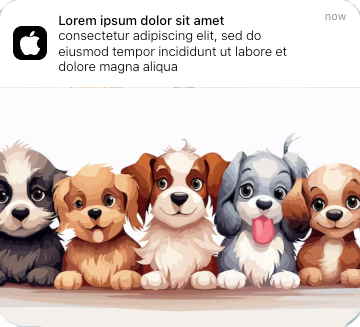 Lorem ipsum dolor sit amet
now
consectetur adipiscing elit, sed do
eiusmod tempor incididunt ut labore et
dolore magna aliqua